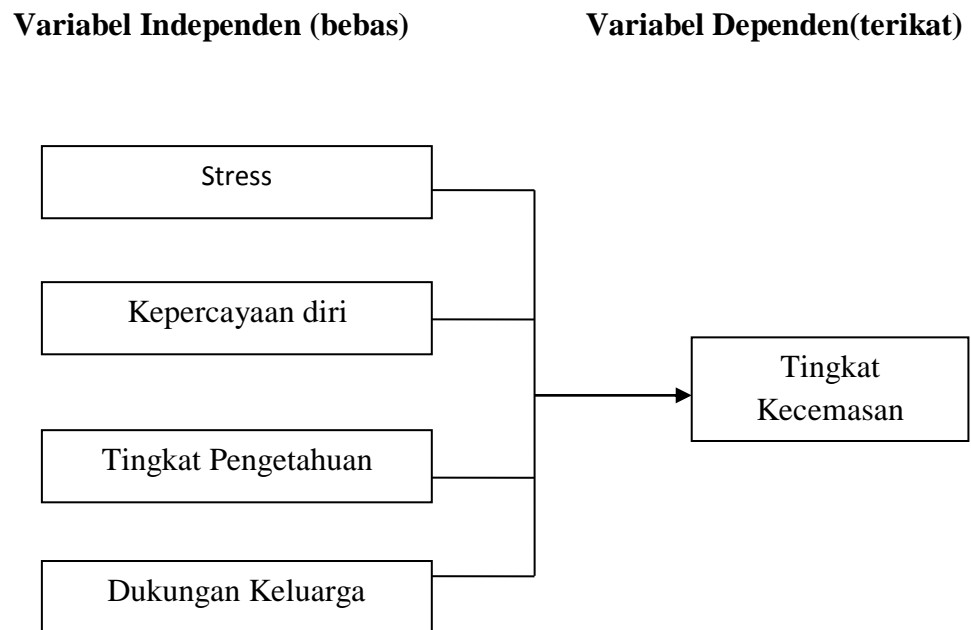 Variabel Independen (bebas)
Variabel Dependen(terikat)
Stress
Kepercayaan diri
Tingkat Pengetahuan
Dukungan Keluarga
Tingkat
Kecemasan